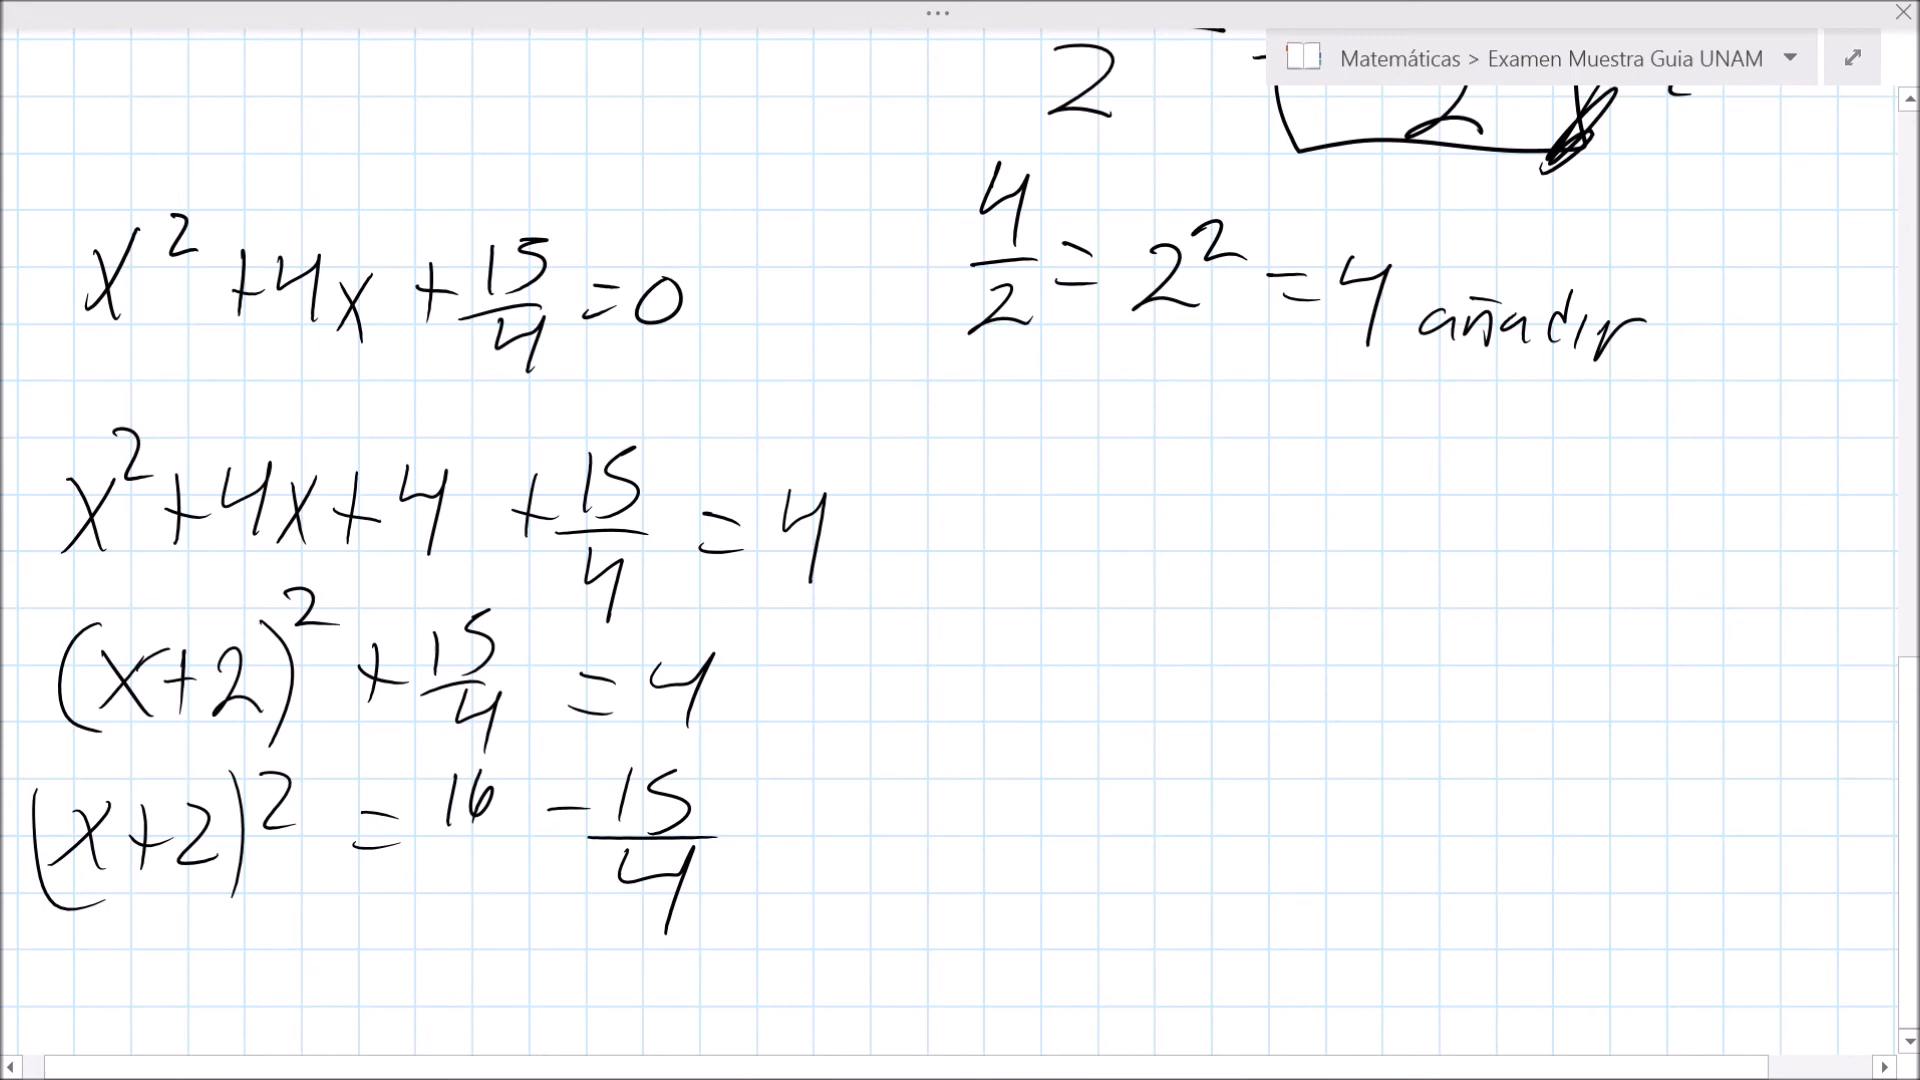 Matemáticas > Examen Muestra Guia UNAM
2
2
4/2 = 2² = 4 añadir
x² + 4x + 15/4 = 0
x² + 4x + 4 + 15/4 = 4
(x+2)² + 15/4 = 4
(x+2)² = 16 - 15/4